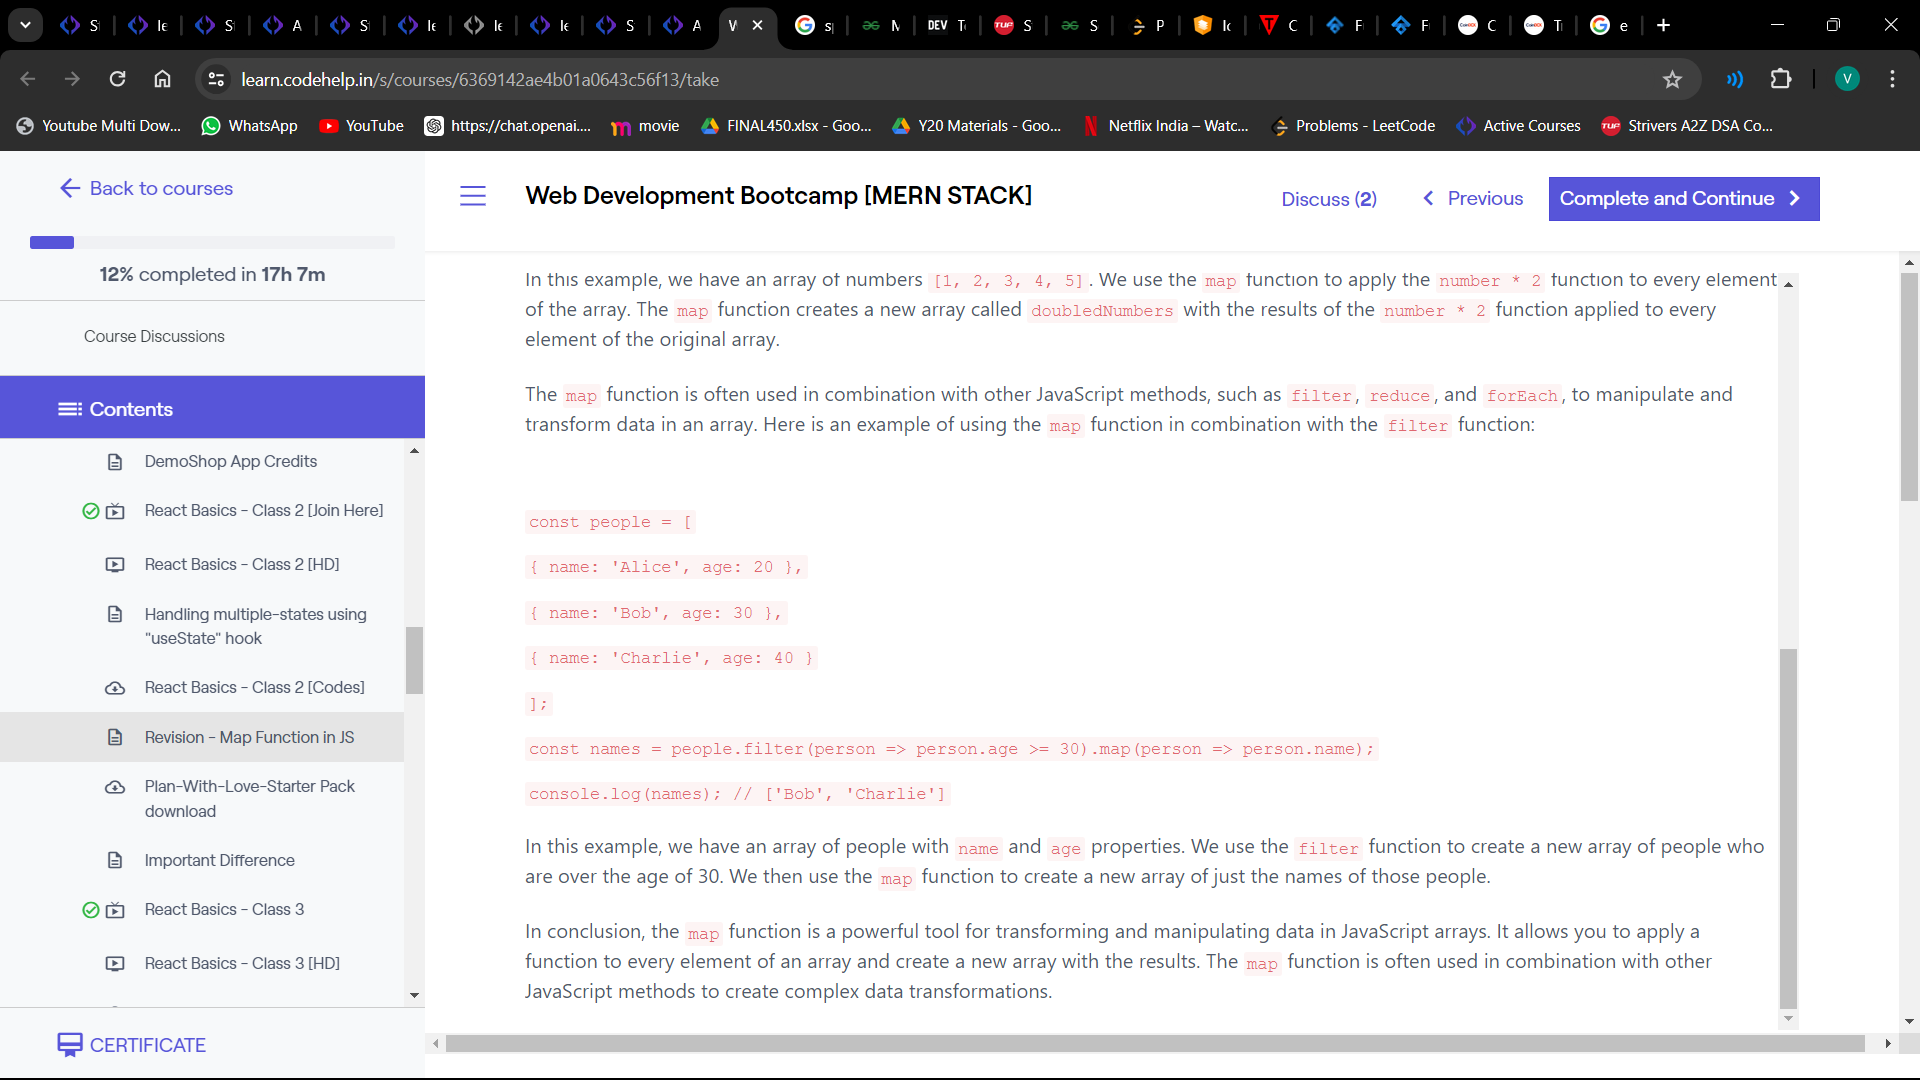 learn.codehelp.in/s/courses/6369142ae4b01a0643c56f13/take
V
Youtube Multi Dow...
WhatsApp
YouTube
https://chat.openai....
movie
FINAL450.xlsx - Goo...
Y20 Materials - Goo...
Netflix India – Watc...
Problems - LeetCode
Active Courses
Strivers A2Z DSA Co...
Back to courses
12% completed in 17h 7m
Course Discussions
Contents
DemoShop App Credits
React Basics - Class 2 [Join Here]
React Basics - Class 2 [HD]
Handling multiple-states using
"useState" hook
React Basics - Class 2 [Codes]
Revision - Map Function in JS
Plan-With-Love-Starter Pack
download
Important Difference
React Basics - Class 3
React Basics - Class 3 [HD]
CERTIFICATE
Web Development Bootcamp [MERN STACK]
Discuss (2)
Previous
Complete and Continue
In this example, we have an array of numbers [1, 2, 3, 4, 5]. We use the map function to apply the number * 2 function to every element
of the array. The map function creates a new array called doubledNumbers with the results of the number * 2 function applied to every
element of the original array.
The map function is often used in combination with other JavaScript methods, such as filter, reduce, and forEach, to manipulate and
transform data in an array. Here is an example of using the map function in combination with the filter function:
const people = [
{ name: 'Alice', age: 20 },
{ name: 'Bob', age: 30 },
{ name: 'Charlie', age: 40 }
];
const names = people.filter(person => person.age >= 30).map(person => person.name);
console.log(names); // ['Bob', 'Charlie']
In this example, we have an array of people with name and age properties. We use the filter function to create a new array of people who
are over the age of 30. We then use the map function to create a new array of just the names of those people.
In conclusion, the map function is a powerful tool for transforming and manipulating data in JavaScript arrays. It allows you to apply a
function to every element of an array and create a new array with the results. The map function is often used in combination with other
JavaScript methods to create complex data transformations.